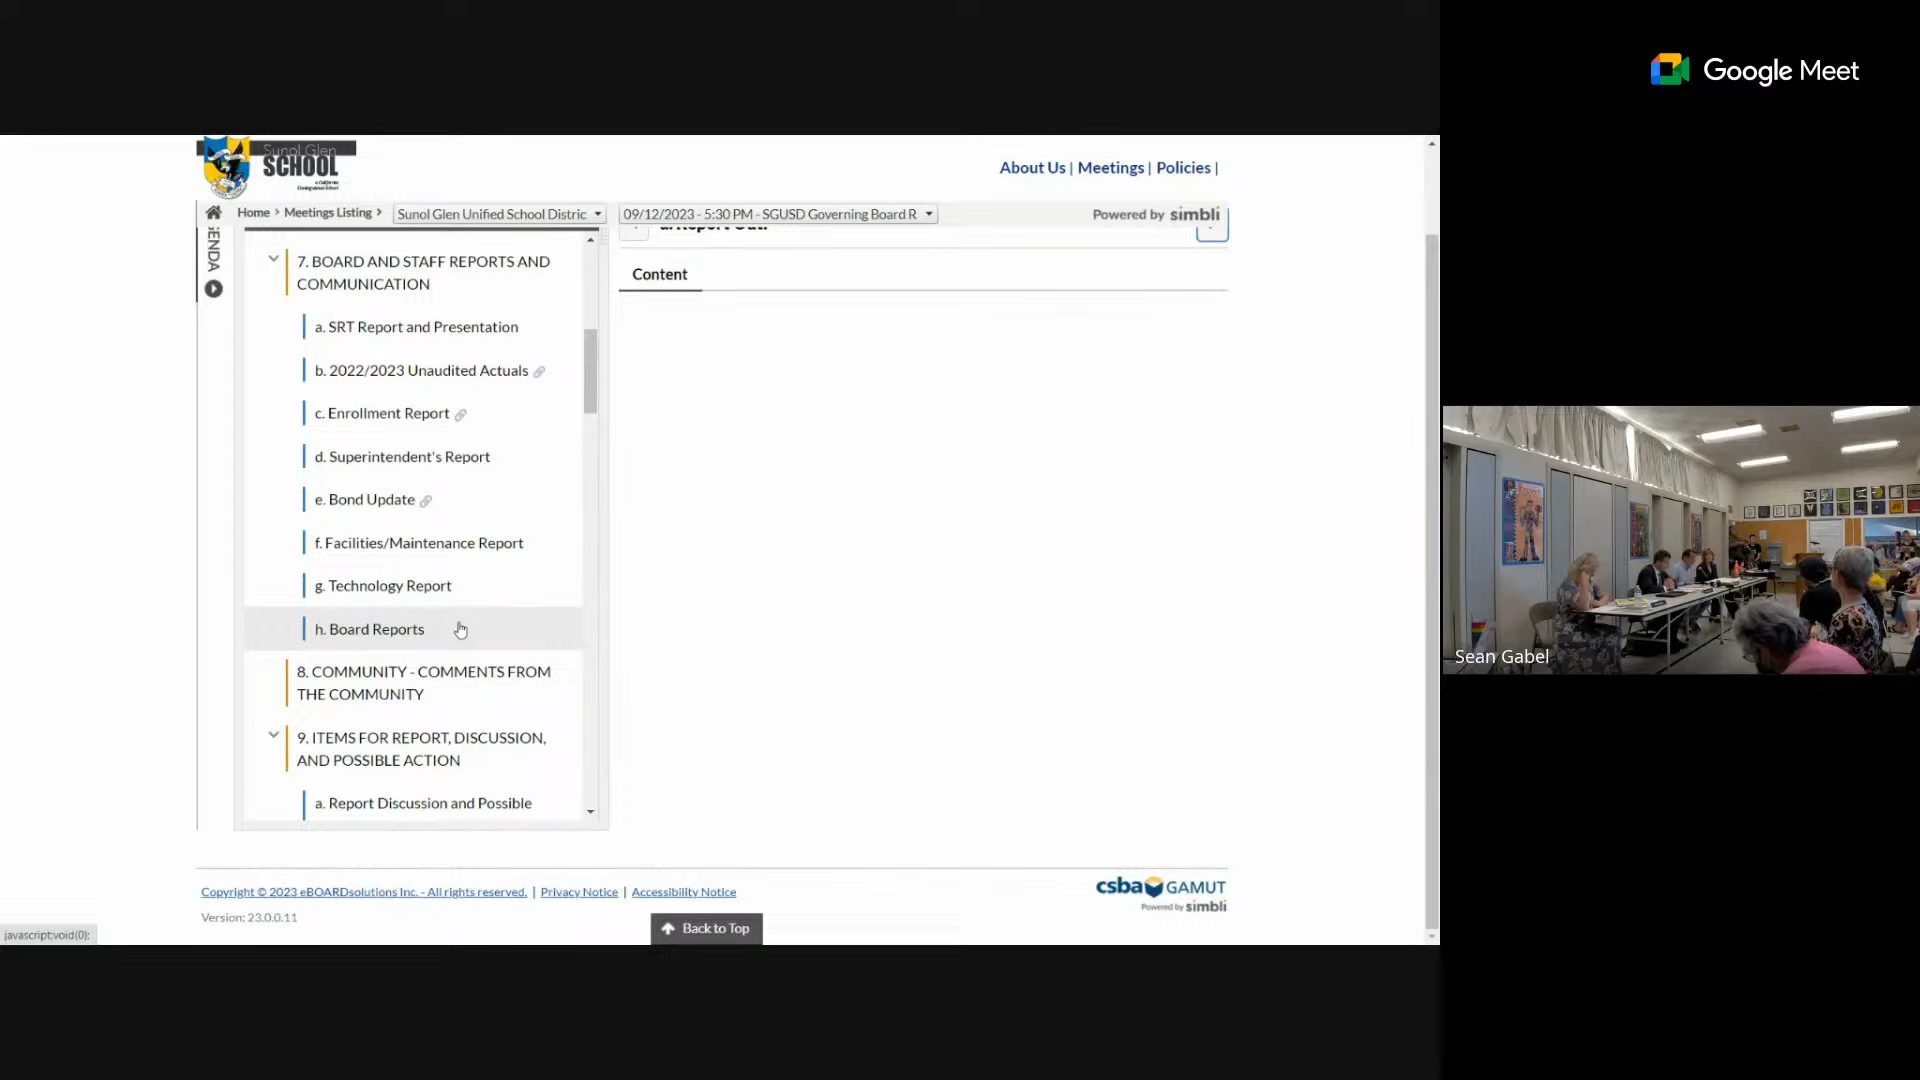 Google Meet
Sunol Glen
SCHOOL
About Us | Meetings | Policies |
Home > Meetings Listing >
Sunol Glen Unified School Distric
09/12/2023 - 5:30 PM - SGUSD Governing Board R
Powered by simbli
ENDA
a. Report Out:
Content
7. BOARD AND STAFF REPORTS AND
COMMUNICATION
a. SRT Report and Presentation
b. 2022/2023 Unaudited Actuals
c. Enrollment Report
d. Superintendent's Report
e. Bond Update
f. Facilities/Maintenance Report
g. Technology Report
h. Board Reports
8. COMMUNITY - COMMENTS FROM
THE COMMUNITY
9. ITEMS FOR REPORT, DISCUSSION,
AND POSSIBLE ACTION
a. Report Discussion and Possible
Sean Gabel
Copyright © 2023 eBOARDsolutions Inc. - All rights reserved. | Privacy Notice | Accessibility Notice
Version: 23.0.0.11
csba GAMUT
Powered by simbli
Back to Top
javascript:void(0);